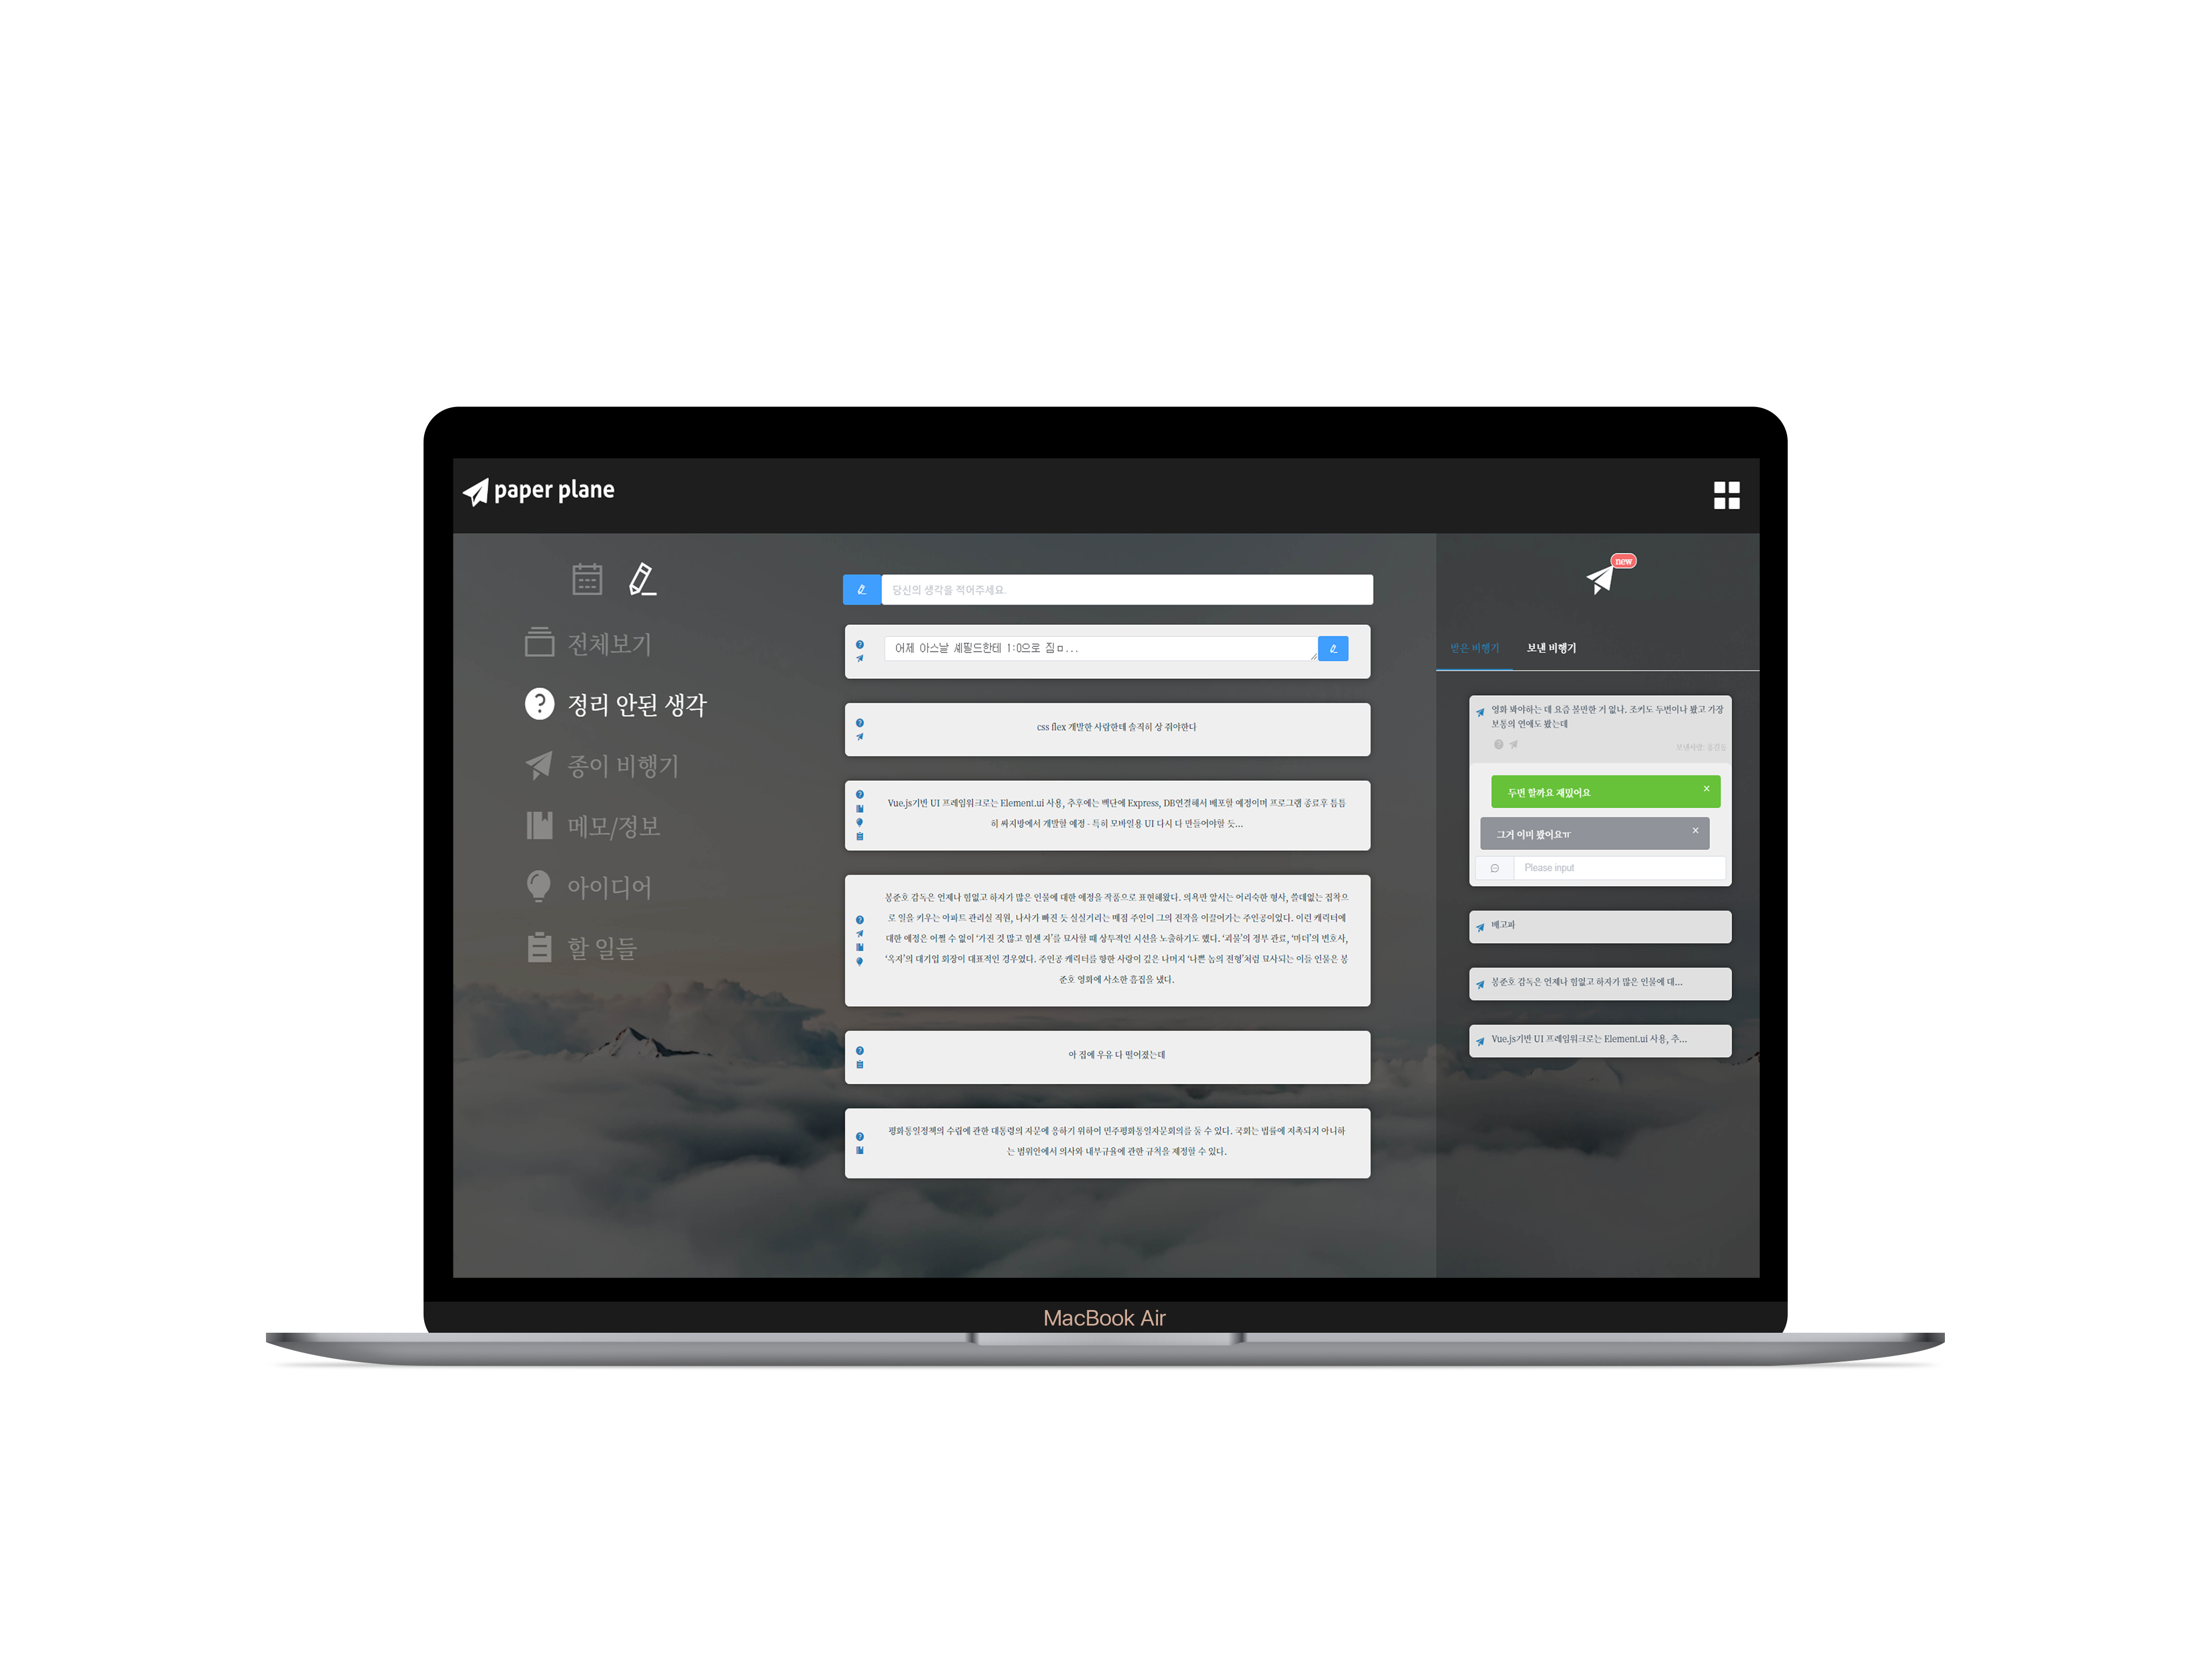 paper plane
전체보기
정리 안된 생각
종이 비행기
메모/정보
아이디어
할 일들
당신의 생각을 적어주세요.
어제 아스날 셰필드한테 1:0으로 짐ㅁ...
css flex 개발한 사람한테 솔직히 상 줘야한다
Vue.js기반 UI 프레임워크로는 Element.ui 사용, 추후에는 백단에 Express, DB연결해서 배포할 예정이며 프로그램 종료후 틈틈
히 싸지방에서 개발할 예정 - 특히 모바일용 UI 다시 다 만들어야할 듯...
봉준호 감독은 언제나 힘없고 하자가 많은 인물에 대한 애정을 작품으로 표현해왔다. 의욕만 앞서는 어리숙한 형사, 쓸데없는 집착으
로 일을 키우는 아파트 관리실 직원, 나사가 빠진 듯 실실거리는 매점 주인이 그의 전작을 이끌어가는 주인공이었다. 이런 캐릭터에
대한 애정은 어쩔 수 없이 ‘가진 것 많고 힘센 자’를 묘사할 때 상투적인 시선을 노출하기도 했다. ‘괴물’의 정부 관료, ‘마더’의 변호사,
‘옥자’의 대기업 회장이 대표적인 경우였다. 주인공 캐릭터를 향한 사랑이 깊은 나머지 ‘나쁜 놈의 전형’처럼 묘사되는 이들 인물은 봉
준호 영화에 사소한 흠집을 냈다.
아 집에 우유 다 떨어졌는데
평화통일정책의 수립에 관한 대통령의 자문에 응하기 위하여 민주평화통일자문회의를 둘 수 있다. 국회는 법률에 저촉되지 아니하
는 범위안에서 의사와 내부규율에 관한 규칙을 제정할 수 있다.
new
받은 비행기 보낸 비행기
영화 봐야하는 데 요즘 볼만한 거 없나. 조커도 두번이나 봤고 가장
보통의 연애도 봤는데
보낸사람: 홍길동
두번 할까요 재밌어요
그거 이미 봤어요ㅠ
Please input
배고파
봉준호 감독은 언제나 힘없고 하자가 많은 인물에 대...
Vue.js기반 UI 프레임워크로는 Element.ui 사용, 추...
MacBook Air